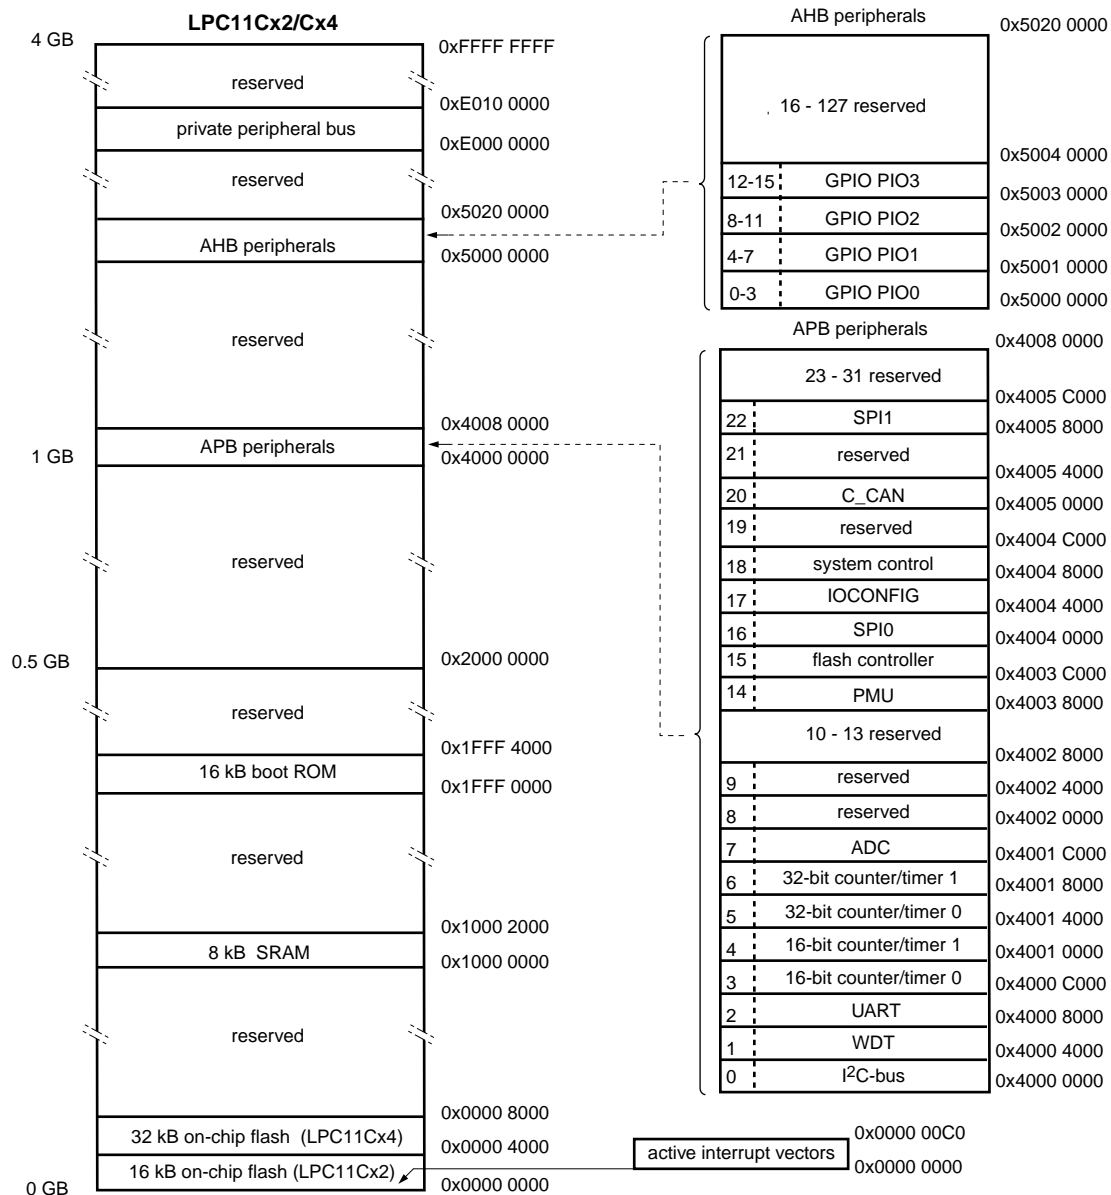 LPC11Cx2/Cx4
4 GB
0xFFFF FFFF
reserved
0xE010 0000
private peripheral bus
0xE000 0000
reserved
0x5020 0000
AHB peripherals
0x5000 0000
reserved
0x4008 0000
APB peripherals
1 GB
0x4000 0000
reserved
0.5 GB
0x2000 0000
reserved
0x1FFF 4000
16 kB boot ROM
0x1FFF 0000
reserved
0x1000 2000
8 kB SRAM
0x1000 0000
reserved
0x0000 8000
32 kB on-chip flash (LPC11Cx4)
0x0000 4000
16 kB on-chip flash (LPC11Cx2)
0 GB
0x0000 0000
AHB peripherals
0x5020 0000
16 - 127 reserved
0x5004 0000
12-15 GPIO PIO3
0x5003 0000
8-11 GPIO PIO2
0x5002 0000
4-7 GPIO PIO1
0x5001 0000
0-3 GPIO PIO0
0x5000 0000
APB peripherals
0x4008 0000
23 - 31 reserved
0x4005 C000
22 SPI1
0x4005 8000
21 reserved
0x4005 4000
20 C_CAN
0x4005 0000
19 reserved
0x4004 C000
18 system control
0x4004 8000
17 IOCONFIG
0x4004 4000
16 SPI0
0x4004 0000
15 flash controller
0x4003 C000
14 PMU
0x4003 8000
10 - 13 reserved
0x4002 8000
9 reserved
0x4002 4000
8 reserved
0x4002 0000
7 ADC
0x4001 C000
6 32-bit counter/timer 1
0x4001 8000
5 32-bit counter/timer 0
0x4001 4000
4 16-bit counter/timer 1
0x4001 0000
3 16-bit counter/timer 0
0x4000 C000
2 UART
0x4000 8000
1 WDT
0x4000 4000
0 I2C-bus
0x4000 0000
0x0000 00C0
active interrupt vectors
0x0000 0000